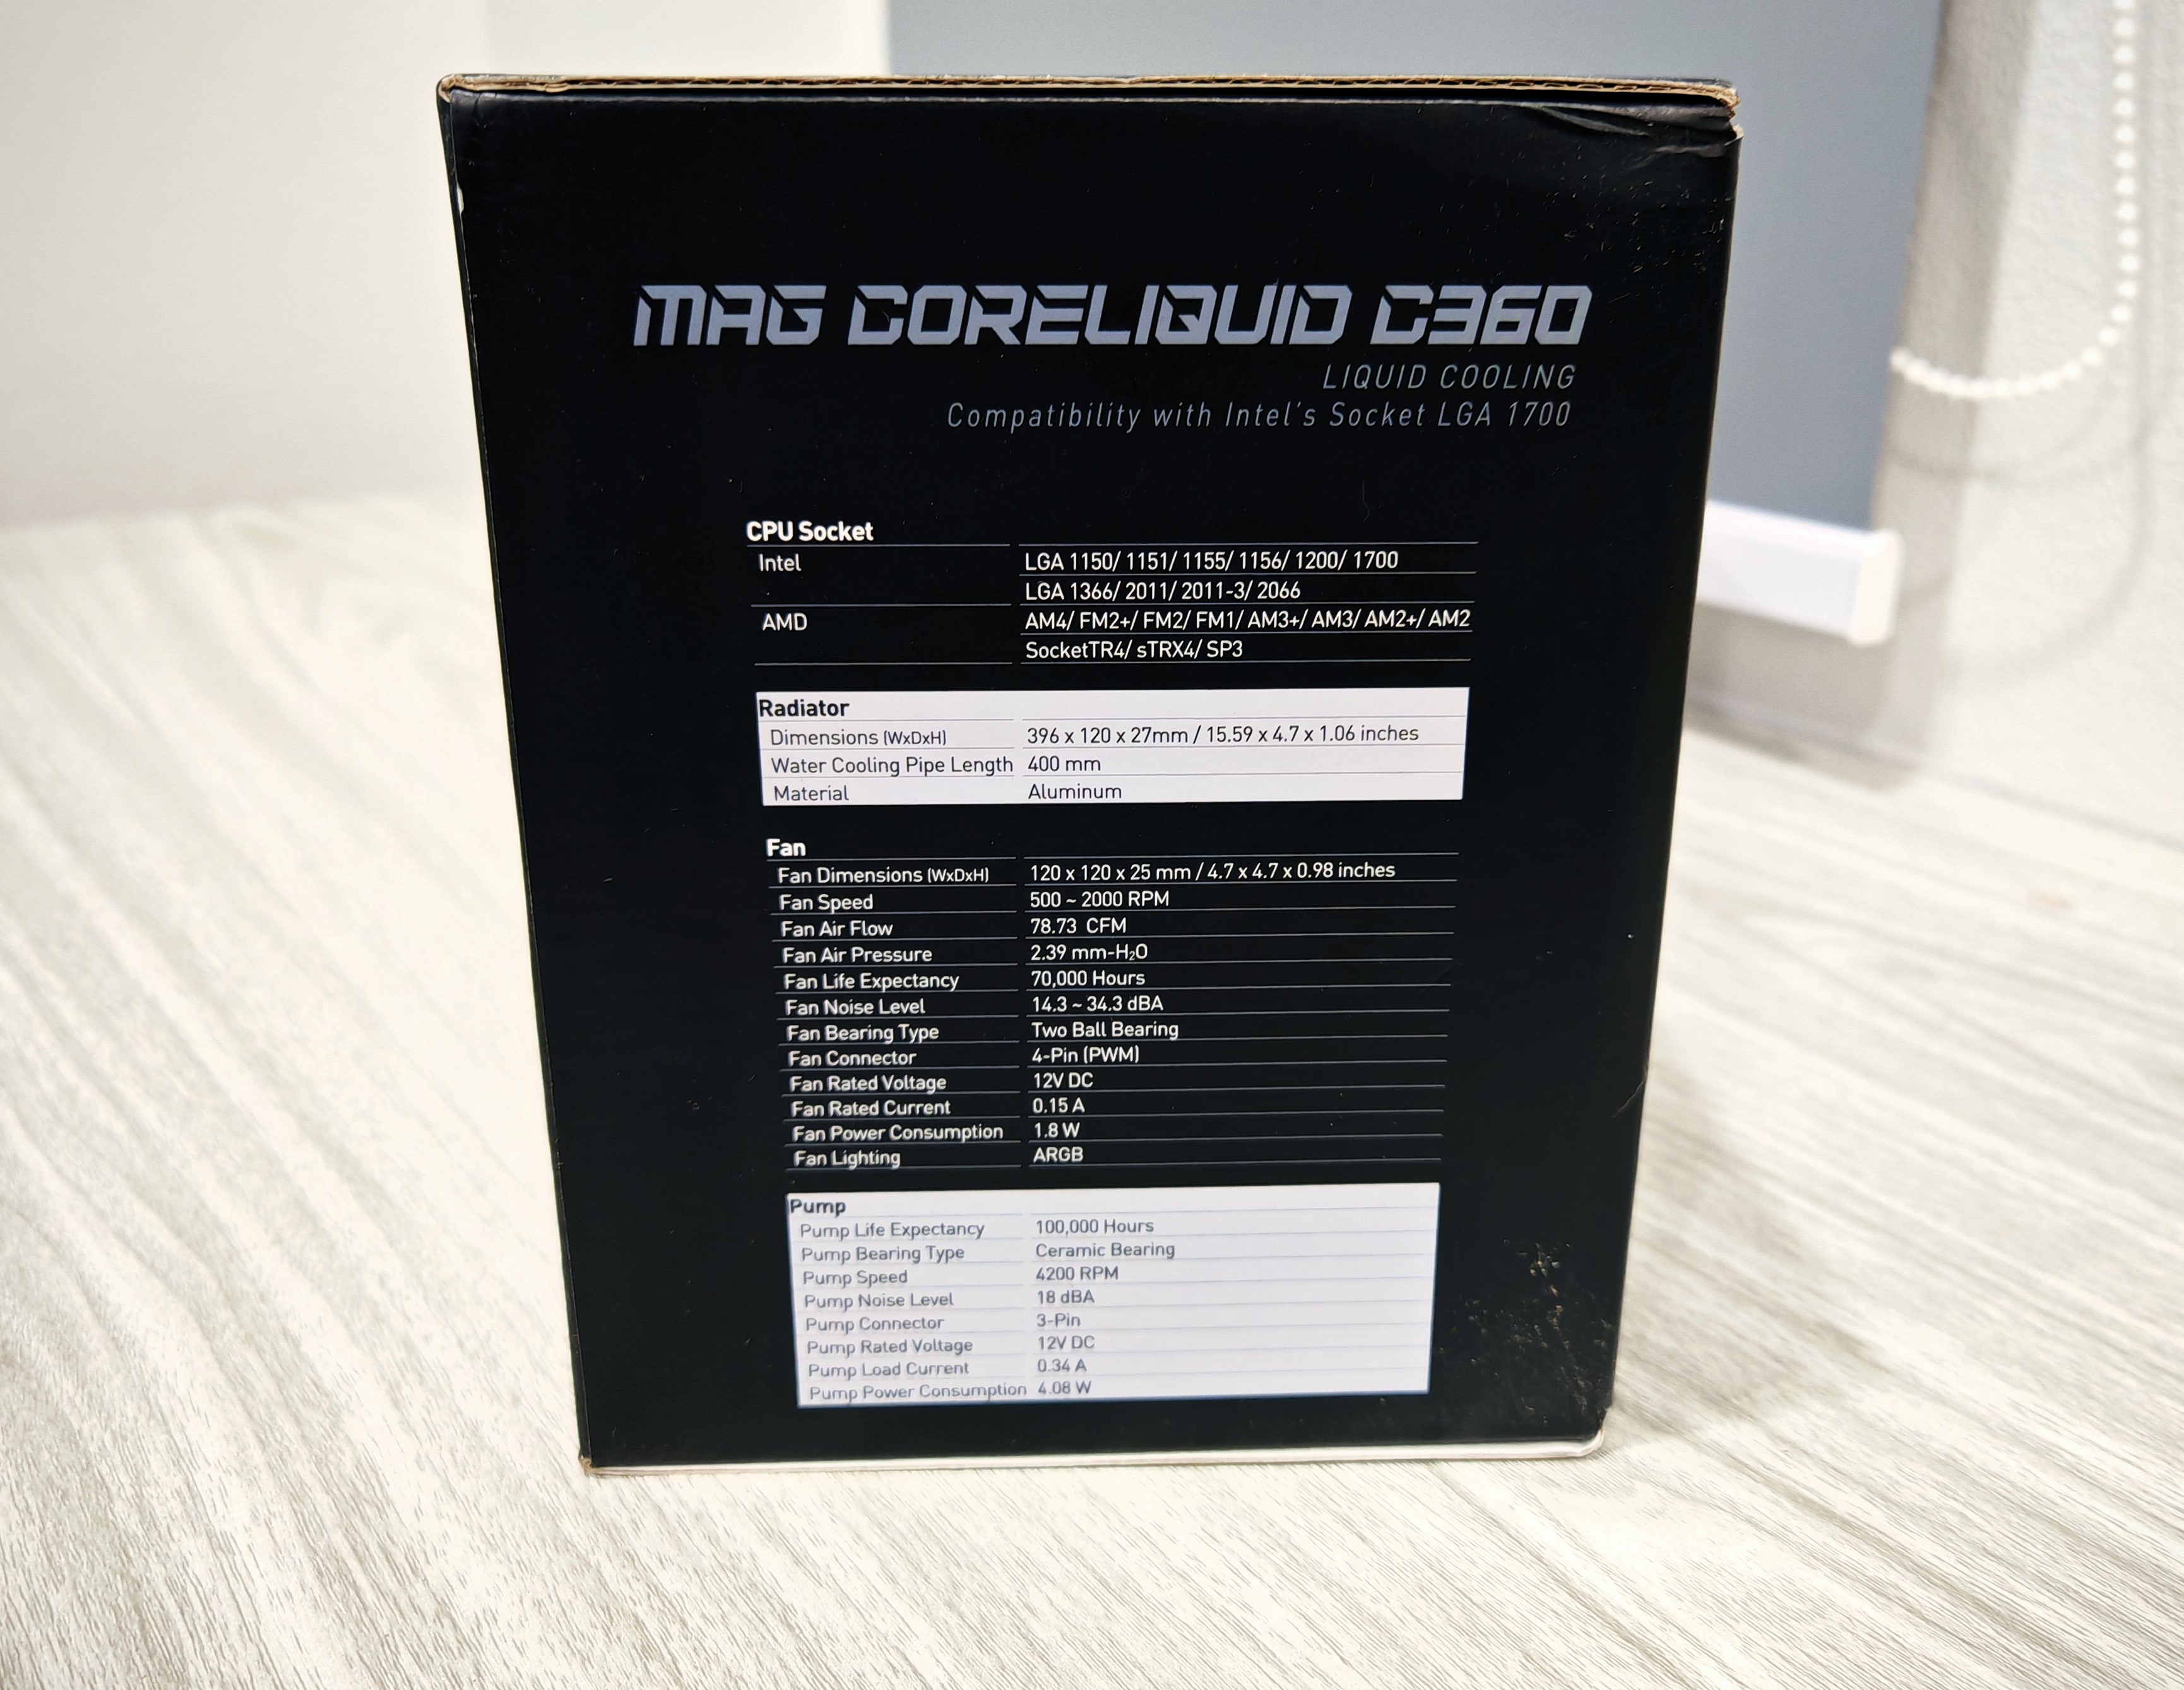 MAG CORELIQUID C360
LIQUID COOLING
Compatibility with Intel's Socket LGA 1700
CPU Socket
Intel LGA 1150/ 1151/ 1155/ 1156/ 1200/ 1700
LGA 1366/ 2011/ 2011-3/ 2066
AMD AM4/ FM2+/ FM2/ FM1/ AM3+/ AM3/ AM2+/ AM2
SocketTR4/ sTRX4/ SP3
Radiator
Dimensions (WxDxH) 396 x 120 x 27mm / 15.59 x 4.7 x 1.06 inches
Water Cooling Pipe Length 400 mm
Material Aluminum
Fan
Fan Dimensions (WxDxH) 120 x 120 x 25 mm / 4.7 x 4.7 x 0.98 inches
Fan Speed 500 ~ 2000 RPM
Fan Air Flow 78.73 CFM
Fan Air Pressure 2.39 mm-H₂O
Fan Life Expectancy 70,000 Hours
Fan Noise Level 14.3 ~ 34.3 dBA
Fan Bearing Type Two Ball Bearing
Fan Connector 4-Pin (PWM)
Fan Rated Voltage 12V DC
Fan Rated Current 0.15 A
Fan Power Consumption 1.8 W
Fan Lighting ARGB
Pump
Pump Life Expectancy 100,000 Hours
Pump Bearing Type Ceramic Bearing
Pump Speed 4200 RPM
Pump Noise Level 18 dBA
Pump Connector 3-Pin
Pump Rated Voltage 12V DC
Pump Load Current 0.34 A
Pump Power Consumption 4.08 W